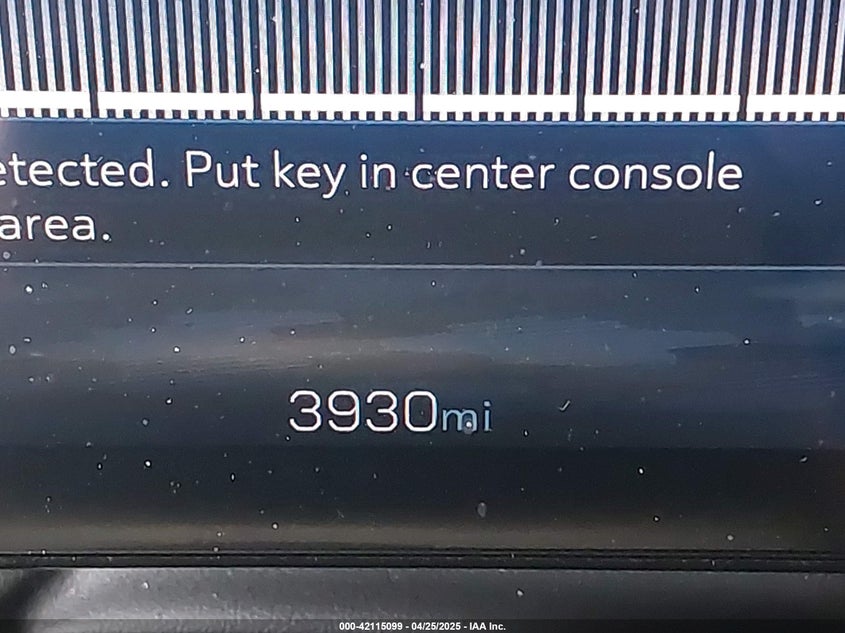 etected. Put key in center console
area.
3930mi
000-42115099 - 04/25/2025 - IAA Inc.